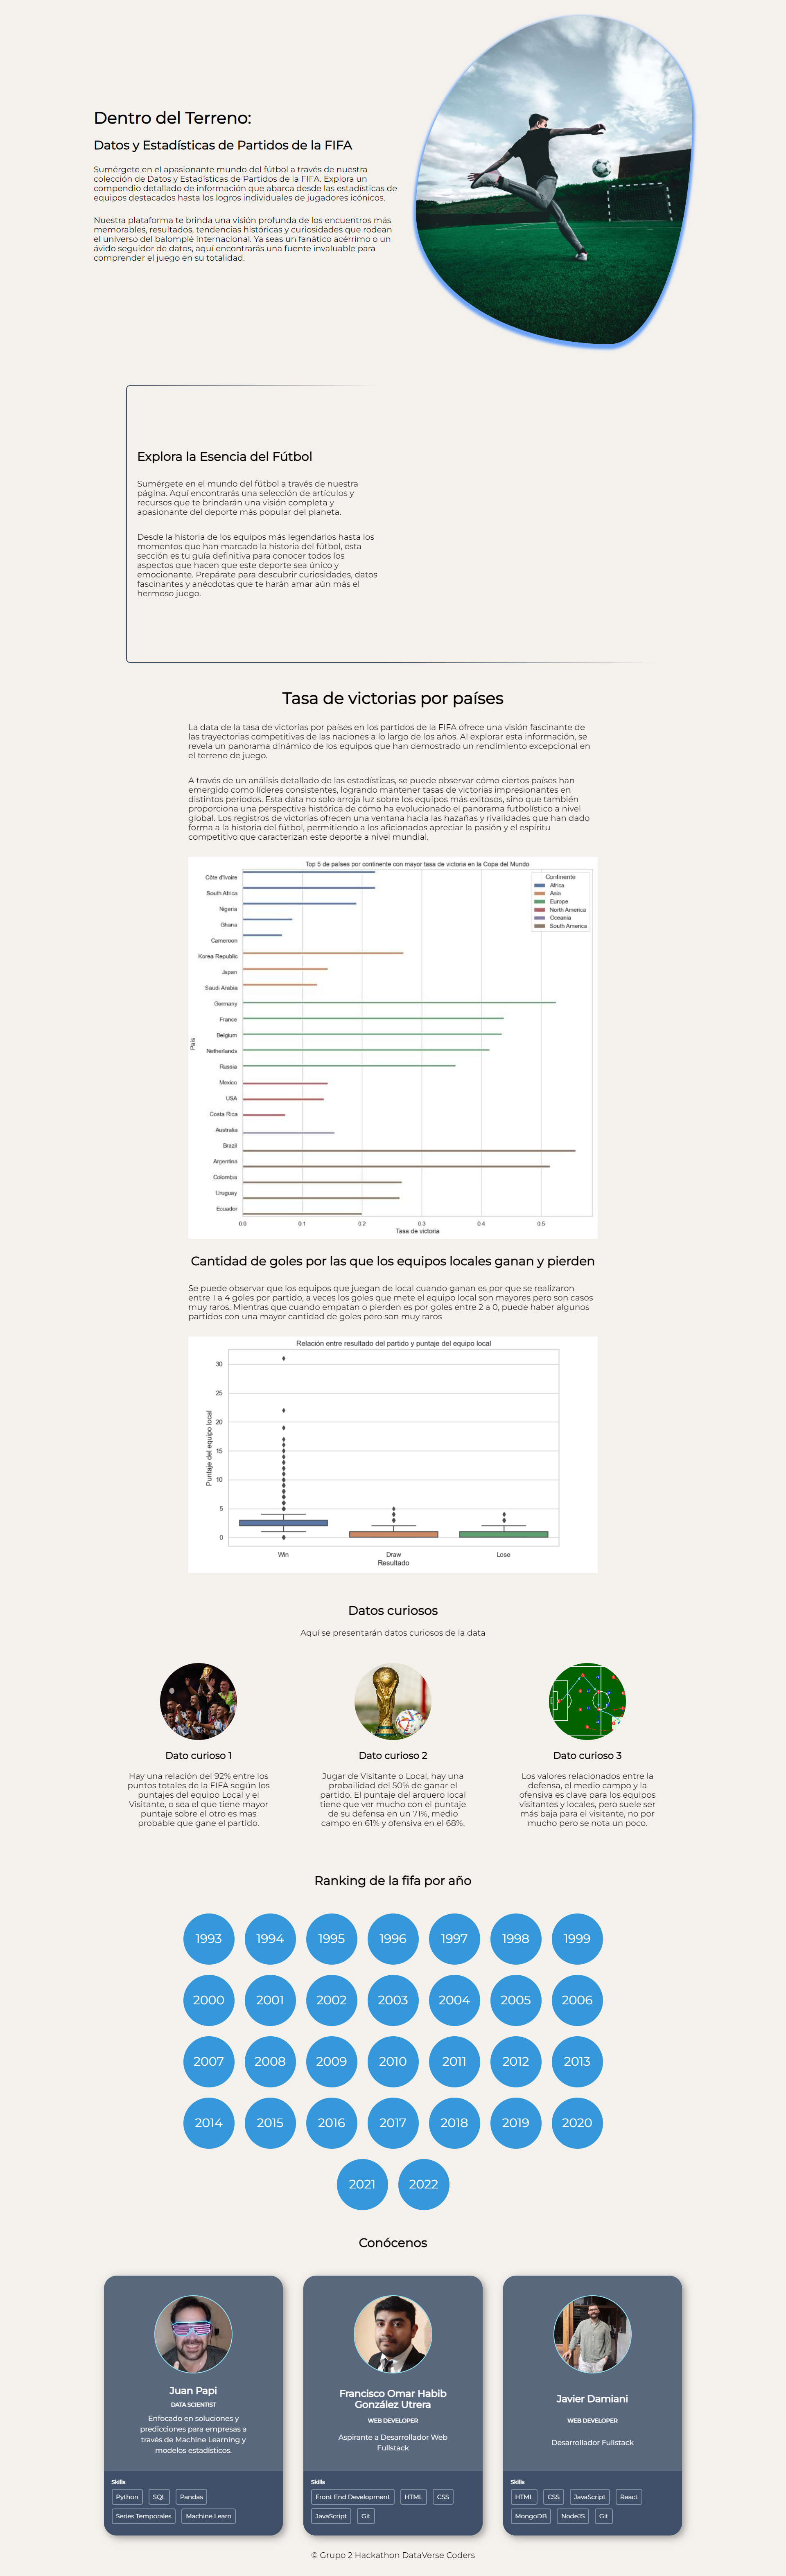 Dentro del Terreno:
Datos y Estadísticas de Partidos de la FIFA
Sumérgete en el apasionante mundo del fútbol a través de nuestra
colección de Datos y Estadísticas de Partidos de la FIFA. Explora un
compendio detallado de información que abarca desde las estadísticas de
equipos destacados hasta los logros individuales de jugadores icónicos.
Nuestra plataforma te brinda una visión profunda de los encuentros más
memorables, resultados, tendencias históricas y curiosidades que rodean
el universo del balompié internacional. Ya seas un fanático acérrimo o un
ávido seguidor de datos, aquí encontrarás una fuente invaluable para
comprender el juego en su totalidad.
Explora la Esencia del Fútbol
Sumérgete en el mundo del fútbol a través de nuestra
página. Aquí encontrarás una selección de artículos y
recursos que te brindarán una visión completa y
apasionante del deporte más popular del planeta.
Desde la historia de los equipos más legendarios hasta los
momentos que han marcado la historia del fútbol, esta
sección es tu guía definitiva para conocer todos los
aspectos que hacen que este deporte sea único y
emocionante. Prepárate para descubrir curiosidades, datos
fascinantes y anécdotas que te harán amar aún más el
hermoso juego.
Tasa de victorias por países
La data de la tasa de victorias por países en los partidos de la FIFA ofrece una visión fascinante de
las trayectorias competitivas de las naciones a lo largo de los años. Al explorar esta información, se
revela un panorama dinámico de los equipos que han demostrado un rendimiento excepcional en
el terreno de juego.
A través de un análisis detallado de las estadísticas, se puede observar cómo ciertos países han
emergido como líderes consistentes, logrando mantener tasas de victorias impresionantes en
distintos periodos. Esta data no solo arroja luz sobre los equipos más exitosos, sino que también
proporciona una perspectiva histórica de cómo ha evolucionado el panorama futbolístico a nivel
global. Los registros de victorias ofrecen una ventana hacia las hazañas y rivalidades que han dado
forma a la historia del fútbol, permitiendo a los aficionados apreciar la pasión y el espíritu
competitivo que caracterizan este deporte a nivel mundial.
Top 5 de países por continente con mayor tasa de victoria en la Copa del Mundo
Continente
Africa
Asia
Europe
North America
Oceania
South America
Côte d'Ivoire
South Africa
Nigeria
Ghana
Cameroon
Korea Republic
Japan
Saudi Arabia
Germany
France
Belgium
Netherlands
Russia
Mexico
USA
Costa Rica
Australia
Brazil
Argentina
Colombia
Uruguay
Ecuador
País
0.0 0.1 0.2 0.3 0.4 0.5
Tasa de victoria
Cantidad de goles por las que los equipos locales ganan y pierden
Se puede observar que los equipos que juegan de local cuando ganan es por que se realizaron
entre 1 a 4 goles por partido, a veces los goles que mete el equipo local son mayores pero son casos
muy raros. Mientras que cuando empatan o pierden es por goles entre 2 a 0, puede haber algunos
partidos con una mayor cantidad de goles pero son muy raros
Relación entre resultado del partido y puntaje del equipo local
Puntaje del equipo local
30
25
20
15
10
5
0
Win Draw Lose
Resultado
Datos curiosos
Aquí se presentarán datos curiosos de la data
Dato curioso 1
Hay una relación del 92% entre los
puntos totales de la FIFA según los
puntajes del equipo Local y el
Visitante, o sea el que tiene mayor
puntaje sobre el otro es mas
probable que gane el partido.
Dato curioso 2
Jugar de Visitante o Local, hay una
probailidad del 50% de ganar el
partido. El puntaje del arquero local
tiene que ver mucho con el puntaje
de su defensa en un 71%, medio
campo en 61% y ofensiva en el 68%.
Dato curioso 3
Los valores relacionados entre la
defensa, el medio campo y la
ofensiva es clave para los equipos
visitantes y locales, pero suele ser
más baja para el visitante, no por
mucho pero se nota un poco.
Ranking de la fifa por año
1993 1994 1995 1996 1997 1998 1999
2000 2001 2002 2003 2004 2005 2006
2007 2008 2009 2010 2011 2012 2013
2014 2015 2016 2017 2018 2019 2020
2021 2022
Conócenos
Juan Papi
DATA SCIENTIST
Enfocado en soluciones y
predicciones para empresas a
través de Machine Learning y
modelos estadísticos.
Skills
Python SQL Pandas
Series Temporales Machine Learn
Francisco Omar Habib
González Utrera
WEB DEVELOPER
Aspirante a Desarrollador Web
Fullstack
Skills
Front End Development HTML CSS
JavaScript Git
Javier Damiani
WEB DEVELOPER
Desarrollador Fullstack
Skills
HTML CSS JavaScript React
MongoDB NodeJS Git
© Grupo 2 Hackathon DataVerse Coders